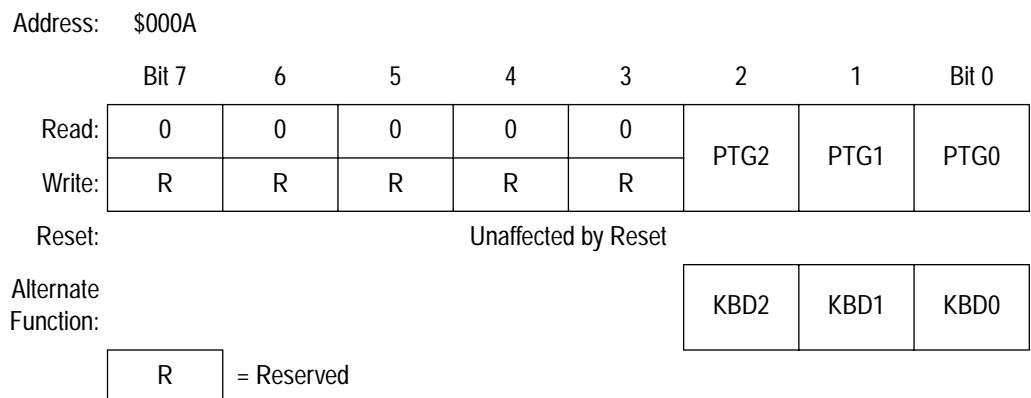 Address: $000A
Bit 7 6 5 4 3 2 1 Bit 0
Read: 0 0 0 0 0 PTG2 PTG1 PTG0
Write: R R R R R
Reset: Unaffected by Reset
Alternate
Function: KBD2 KBD1 KBD0
R = Reserved